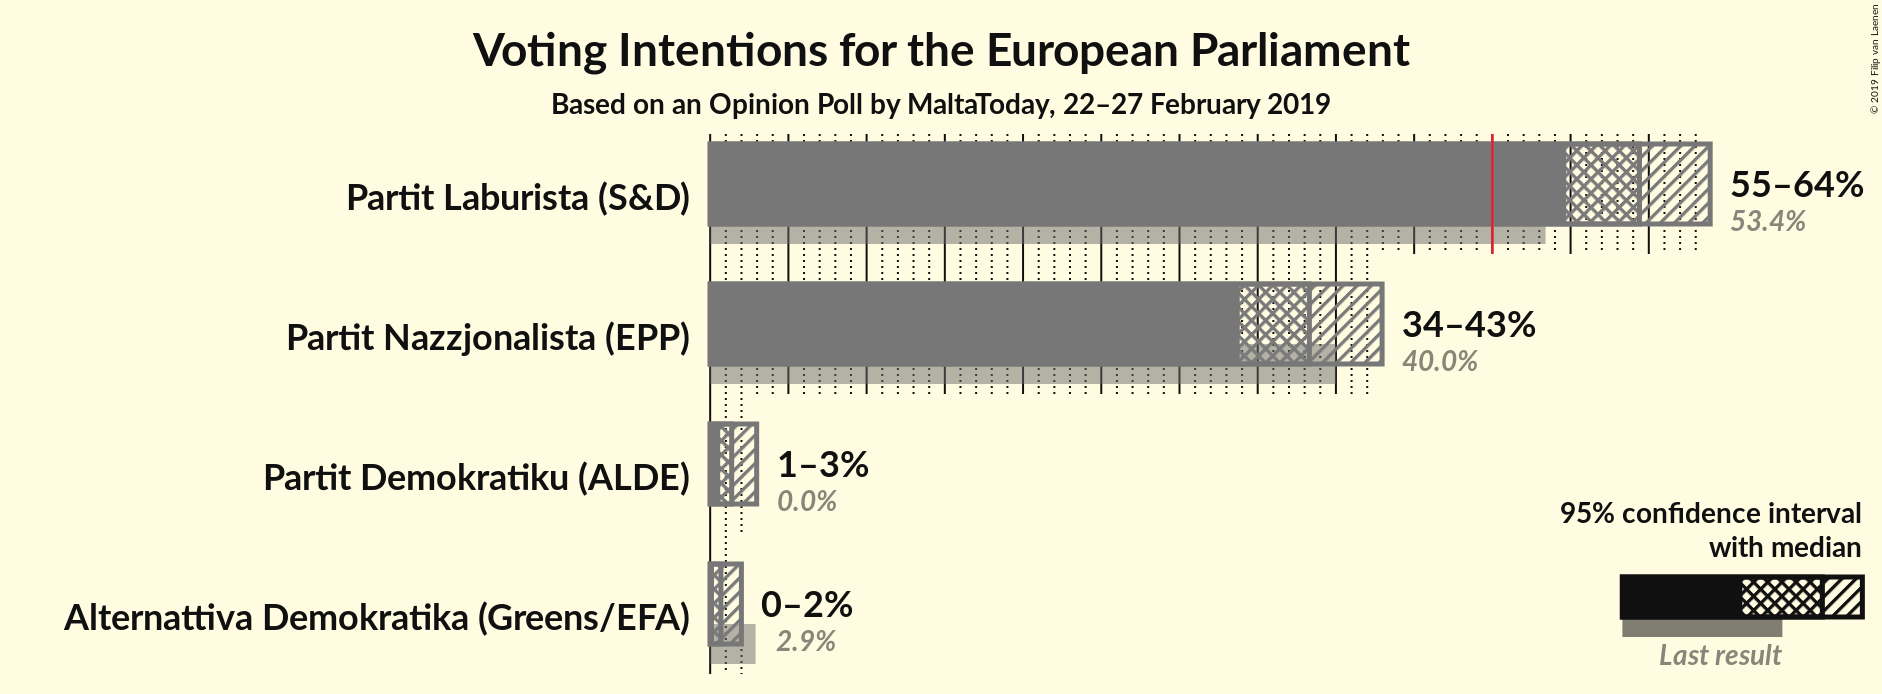 Voting Intentions for the European Parliament
Based on an Opinion Poll by MaltaToday, 22–27 February 2019
© 2019 Filip van Laenen
Partit Laburista (S&D)
55–64%
53.4%
Partit Nazzjonalista (EPP)
34–43%
40.0%
Partit Demokratiku (ALDE)
1–3%
0.0%
Alternattiva Demokratika (Greens/EFA)
0–2%
2.9%
95% confidence interval
with median
Last result